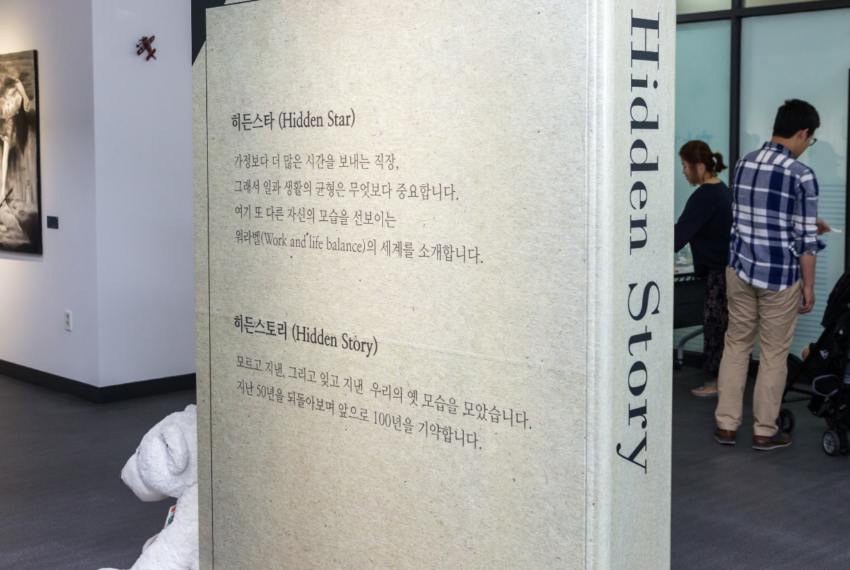 히든스타 (Hidden Star)
가정보다 더 많은 시간을 보내는 직장,
그래서 일과 생활의 균형은 무엇보다 중요합니다.
여기 또 다른 자신의 모습을 선보이는
워라벨(Work and life balance)의 세계를 소개합니다.
히든스토리 (Hidden Story)
모르고 지낸, 그리고 잊고 지낸 우리의 옛 모습을 모았습니다.
지난 50년을 되돌아보며 앞으로 100년을 기약합니다.
Hidden Story